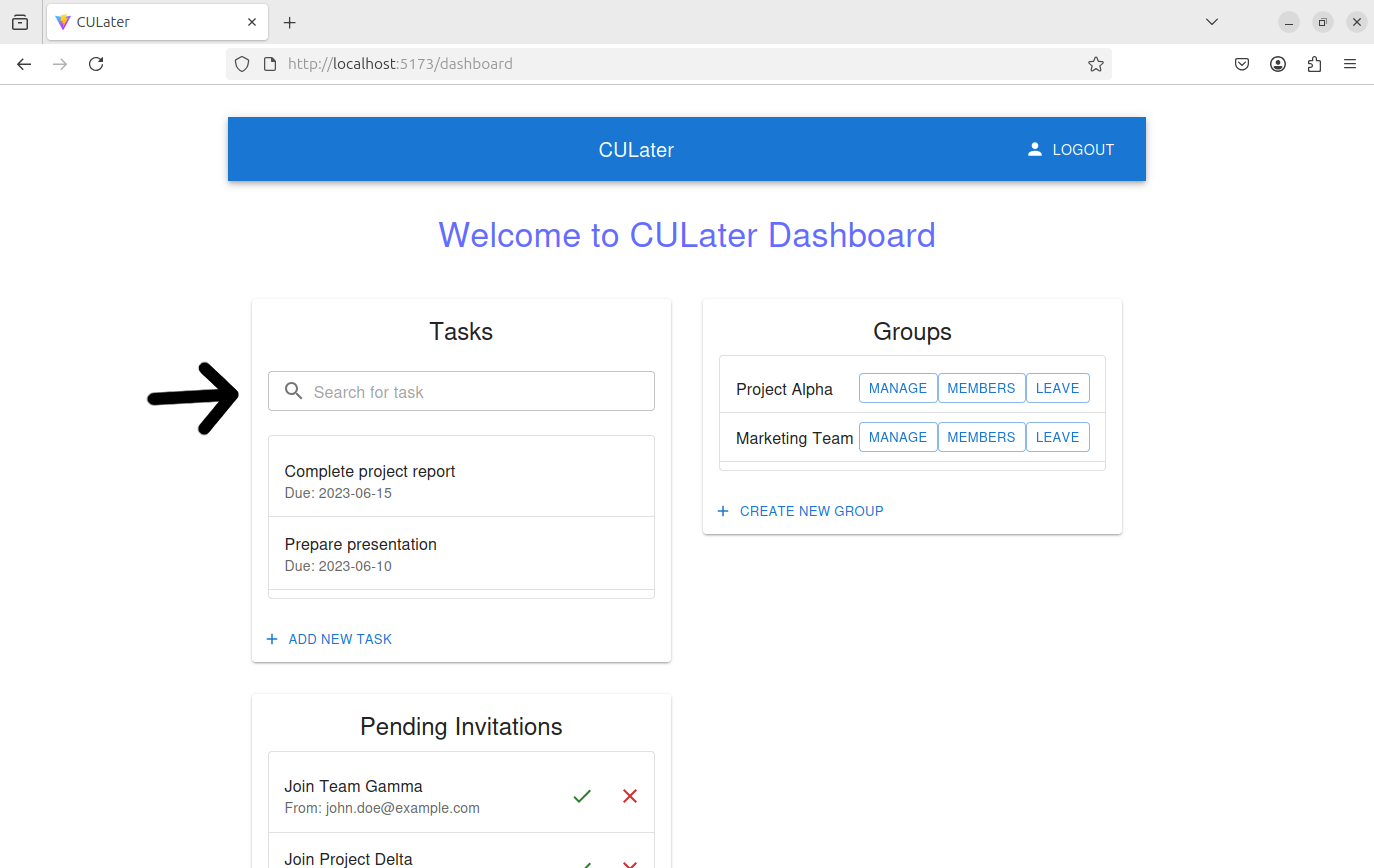 CULater
http://localhost:5173/dashboard
CULater
LOGOUT
Welcome to CULater Dashboard
Tasks
Search for task
Complete project report
Due: 2023-06-15
Prepare presentation
Due: 2023-06-10
+ ADD NEW TASK
Groups
Project Alpha MANAGE MEMBERS LEAVE
Marketing Team MANAGE MEMBERS LEAVE
+ CREATE NEW GROUP
Pending Invitations
Join Team Gamma
From: john.doe@example.com
Join Project Delta